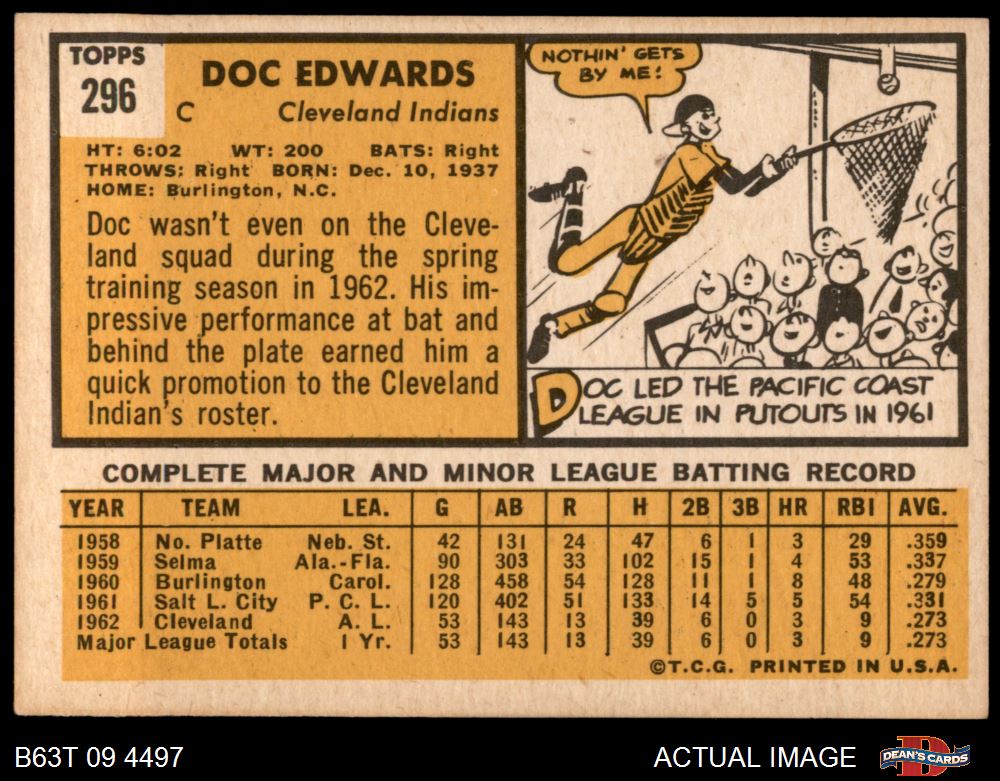 TOPPS
296
DOC EDWARDS
C Cleveland Indians
HT: 6:02 WT: 200 BATS: Right
THROWS: Right BORN: Dec. 10, 1937
HOME: Burlington, N.C.
Doc wasn't even on the Cleve-
land squad during the spring
training season in 1962. His im-
pressive performance at bat and
behind the plate earned him a
quick promotion to the Cleveland
Indian's roster.
NOTHIN' GETS
BY ME!
DOC LED THE PACIFIC COAST
LEAGUE IN PUTOUTS IN 1961
COMPLETE MAJOR AND MINOR LEAGUE BATTING RECORD
YEAR TEAM LEA. G AB R H 2B 3B HR RBI AVG.
1958 No. Platte Neb. St. 42 131 24 47 6 1 3 29 .359
1959 Selma Ala.-Fla. 90 303 33 102 15 1 4 53 .337
1960 Burlington Carol. 128 458 54 128 11 1 8 48 .279
1961 Salt L. City P. C. L. 120 402 51 133 14 5 5 54 .331
1962 Cleveland A. L. 53 143 13 39 6 0 3 9 .273
Major League Totals 1 Yr. 53 143 13 39 6 0 3 9 .273
©T.C.G. PRINTED IN U.S.A.
B63T 09 4497
ACTUAL IMAGE
D
DEAN'S CARDS